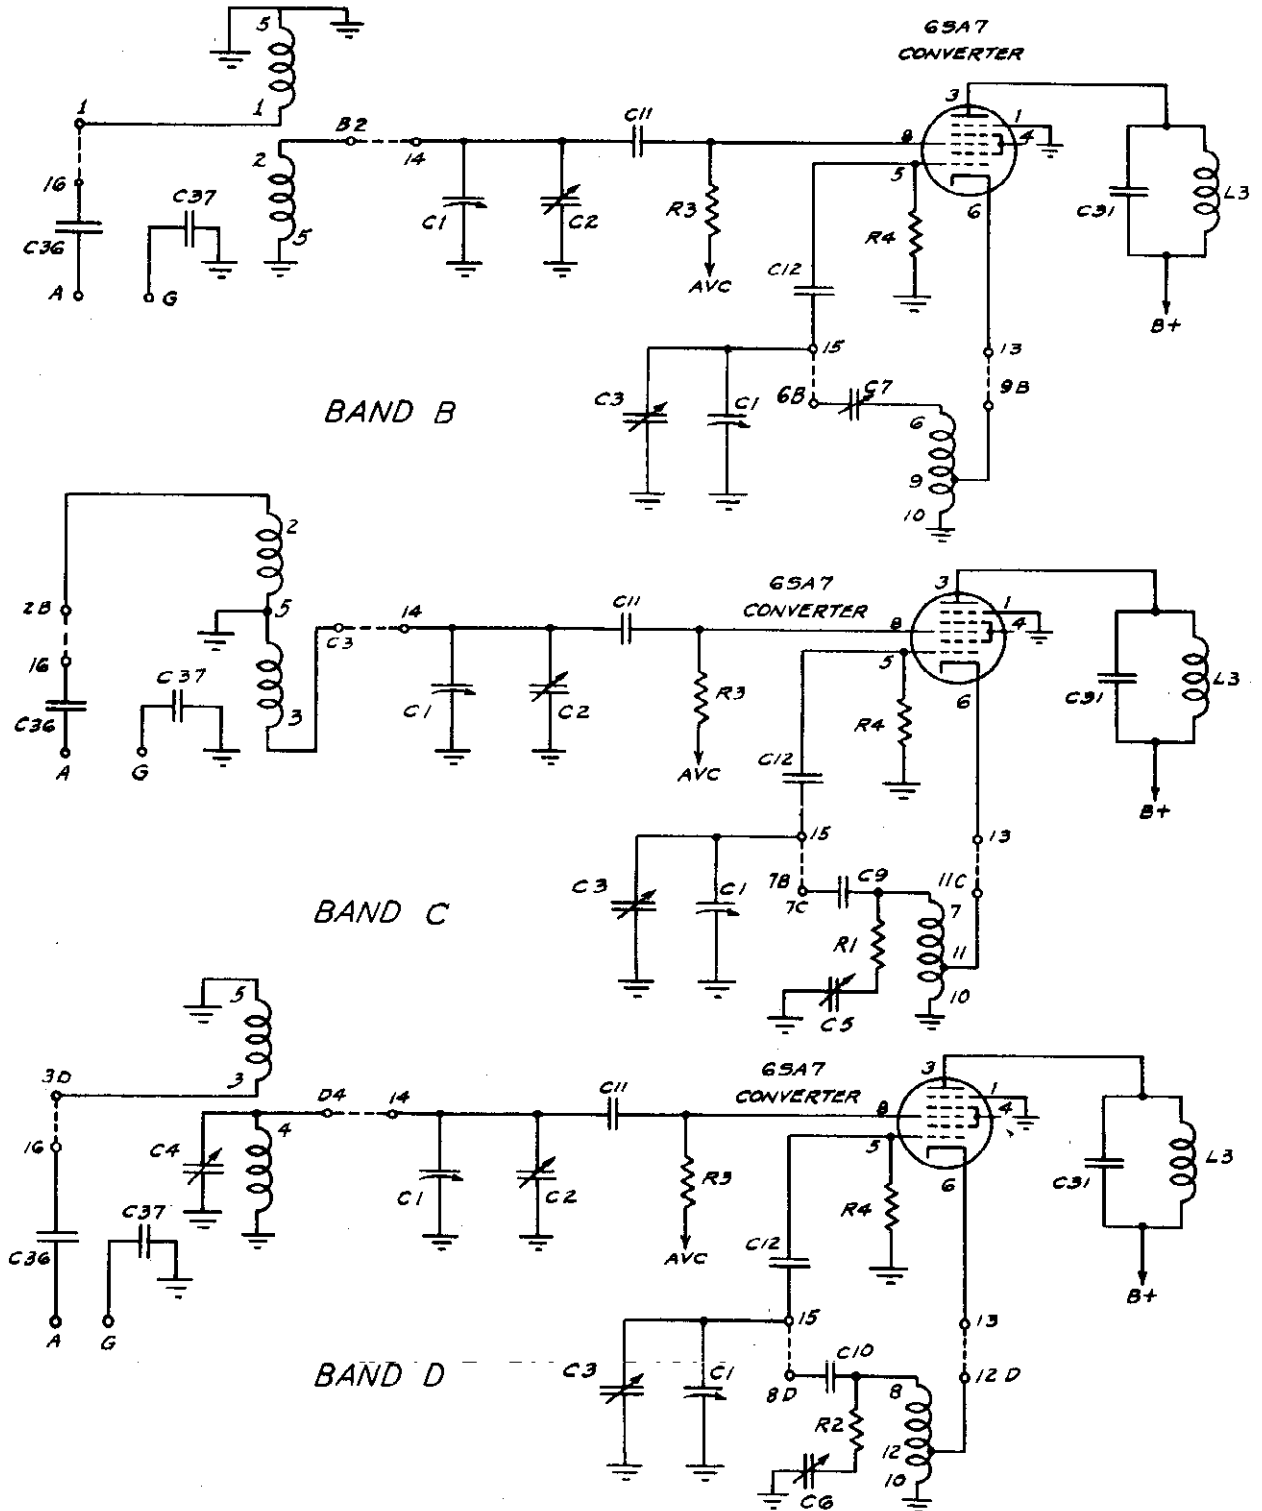 5
6SA7
CONVERTER
3
1
1
C11
1
B2
8
4
2
14
16
C37
5
L3
C1
C2
R3
6
C31
C36
5
R4
C12
AVC
A
G
B+
15
13
C3
C1
6B
C7
9B
BAND B
6
9
10
2
6SA7
3
CONVERTER
1
C11
2B
5
14
8
4
C3
5
16
C37
R3
6
L3
C36
3
C1
C2
R4
C31
A
G
AVC
C12
B+
15
13
7B
C9
11C
C3
C1
7C
7
BAND C
R1
11
10
C5
5
6SA7
3
3D
3
D4
14
C11
CONVERTER
8
1
4
4
16
C4
5
L3
C1
C2
R3
6
C31
C37
R4
C36
C12
AVC
A
G
B+
15
13
C10
C3
C1
8D
8
12D
BAND D
R2
12
10
C6